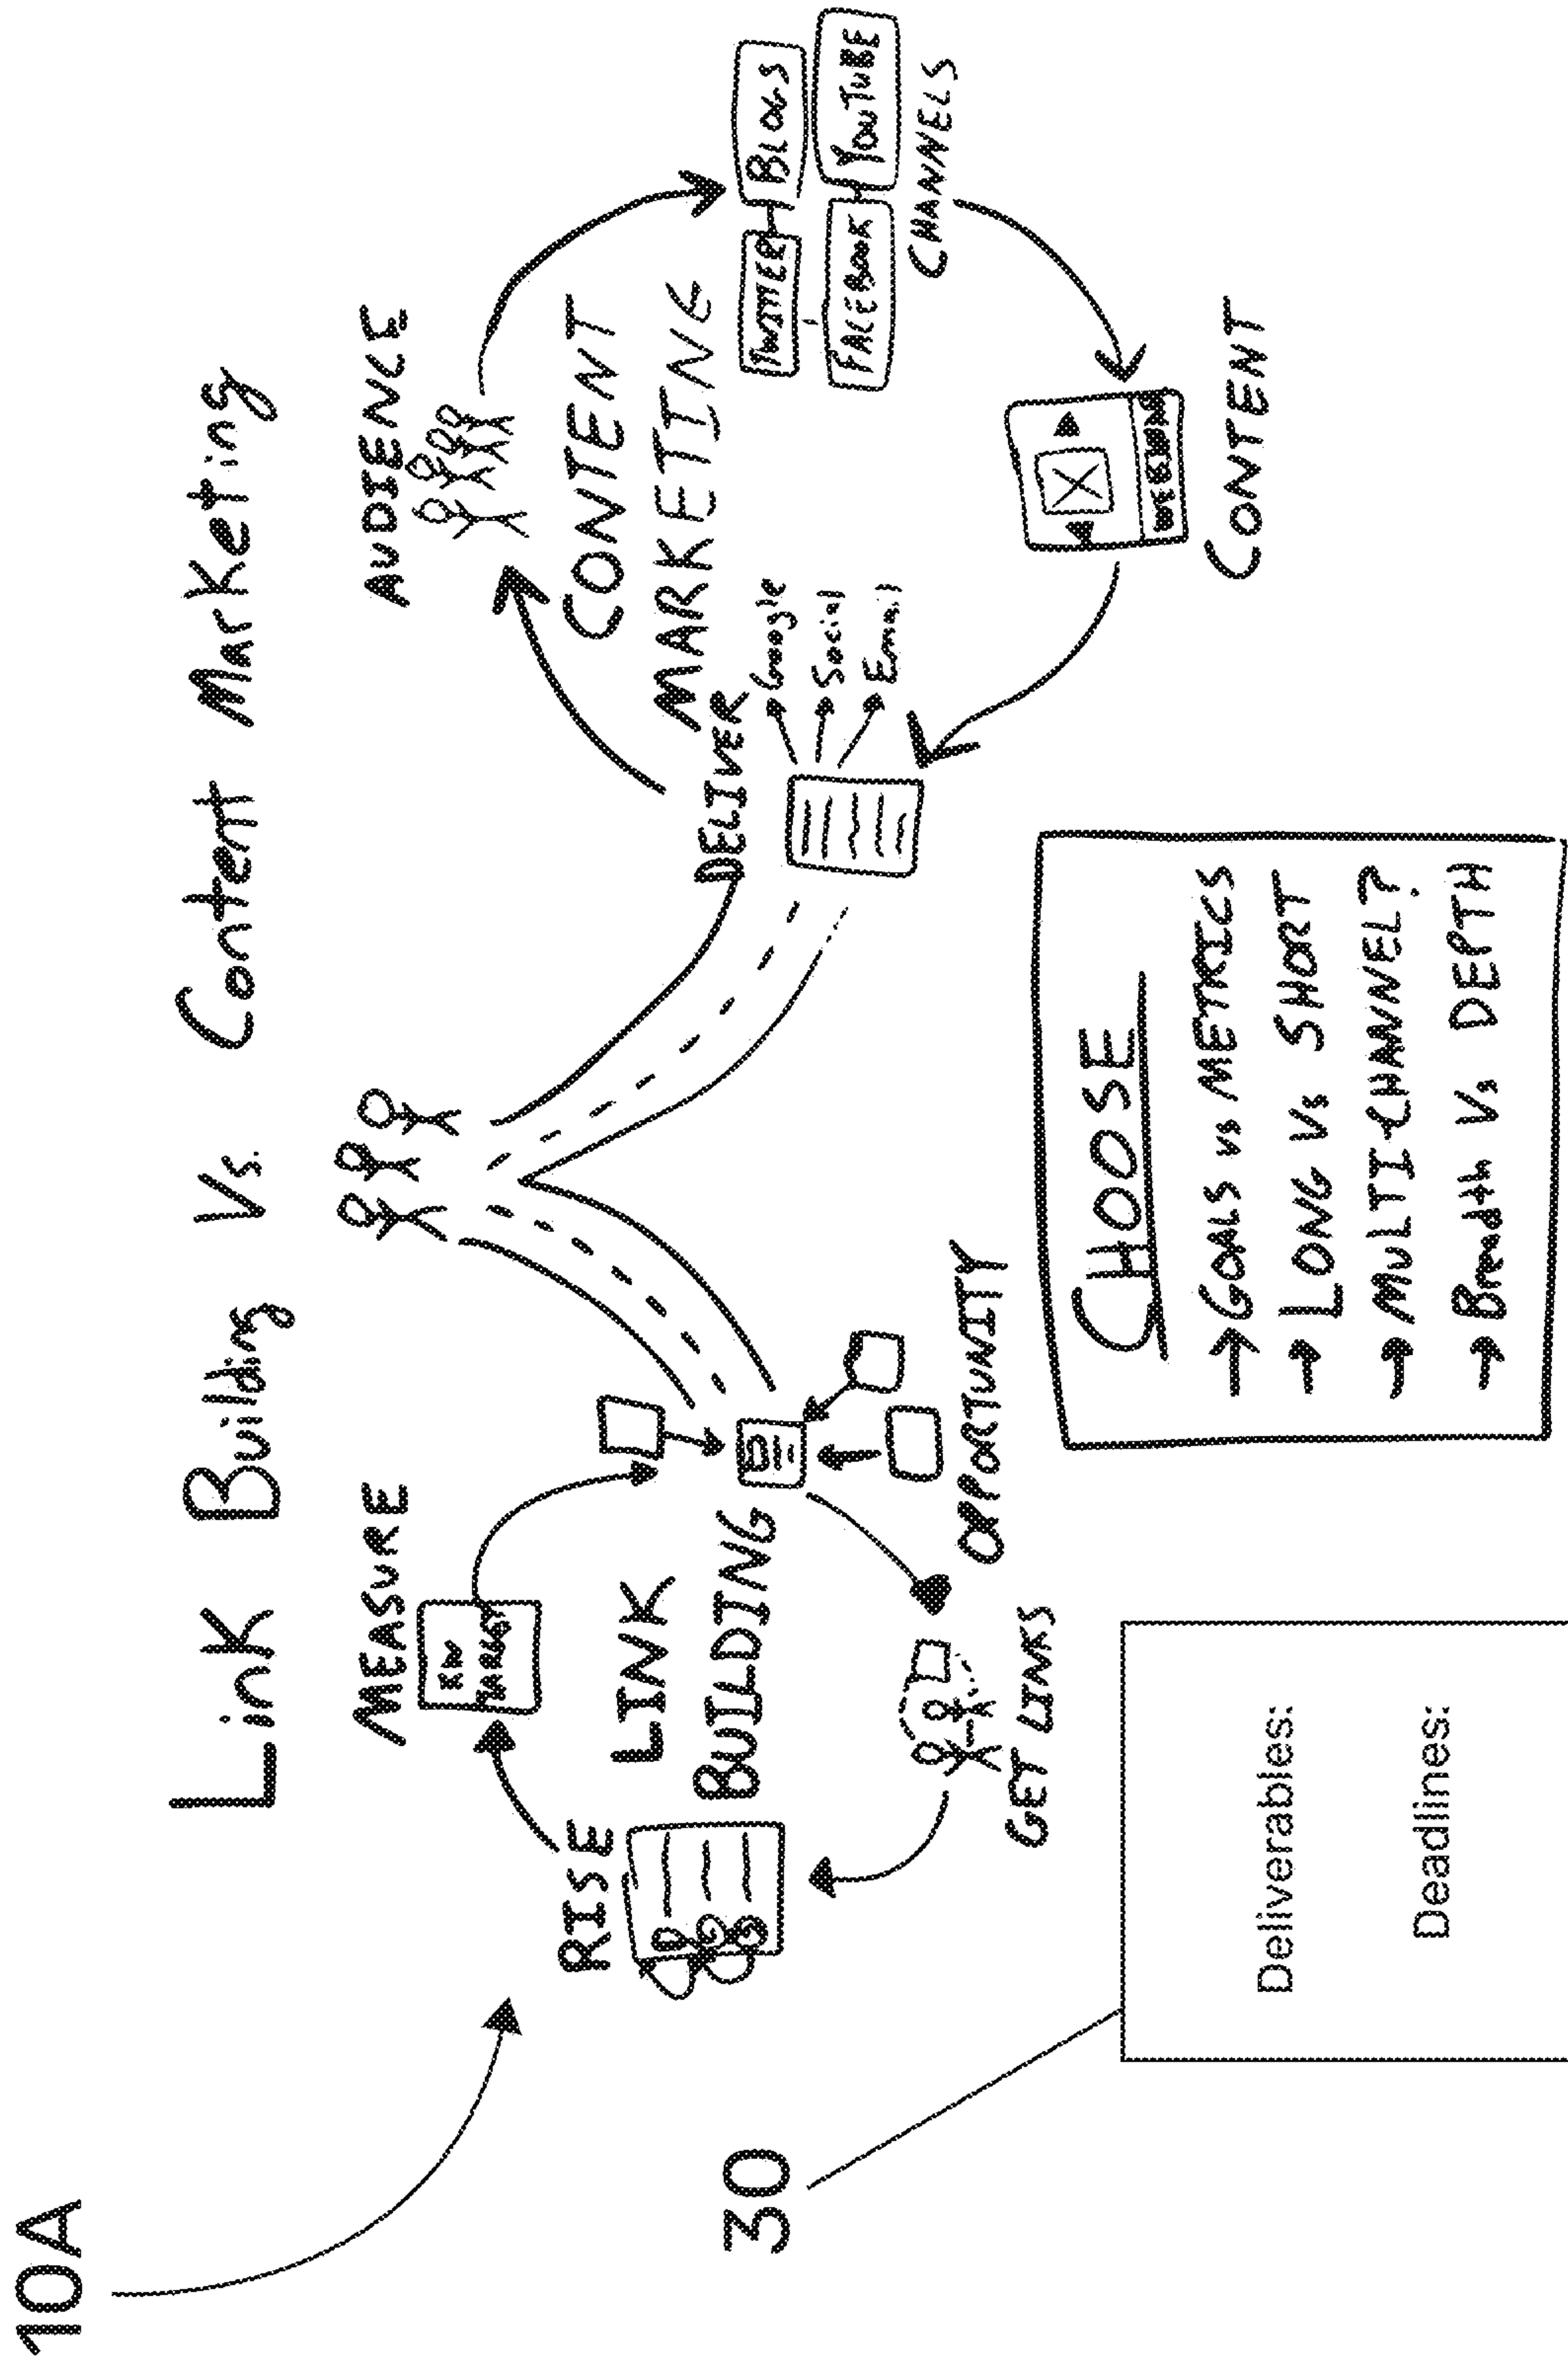 10A
Link Building Vs. Content Marketing
MEASURE
KW
TARGET
RISE
LINK
BUILDING
GET LINKS
OPPORTUNITY
AUDIENCE
CONTENT
MARKETING
DELIVER
Google
Social
Email
TWITTER
BLOGS
FACEBOOK
YOUTUBE
CHANNELS
CONTENT
30
CHOOSE
GOALS vs METRICS
LONG Vs SHORT
MULTI-CHANNEL?
Breadth Vs DEPTH
Deliverables:
Deadlines: